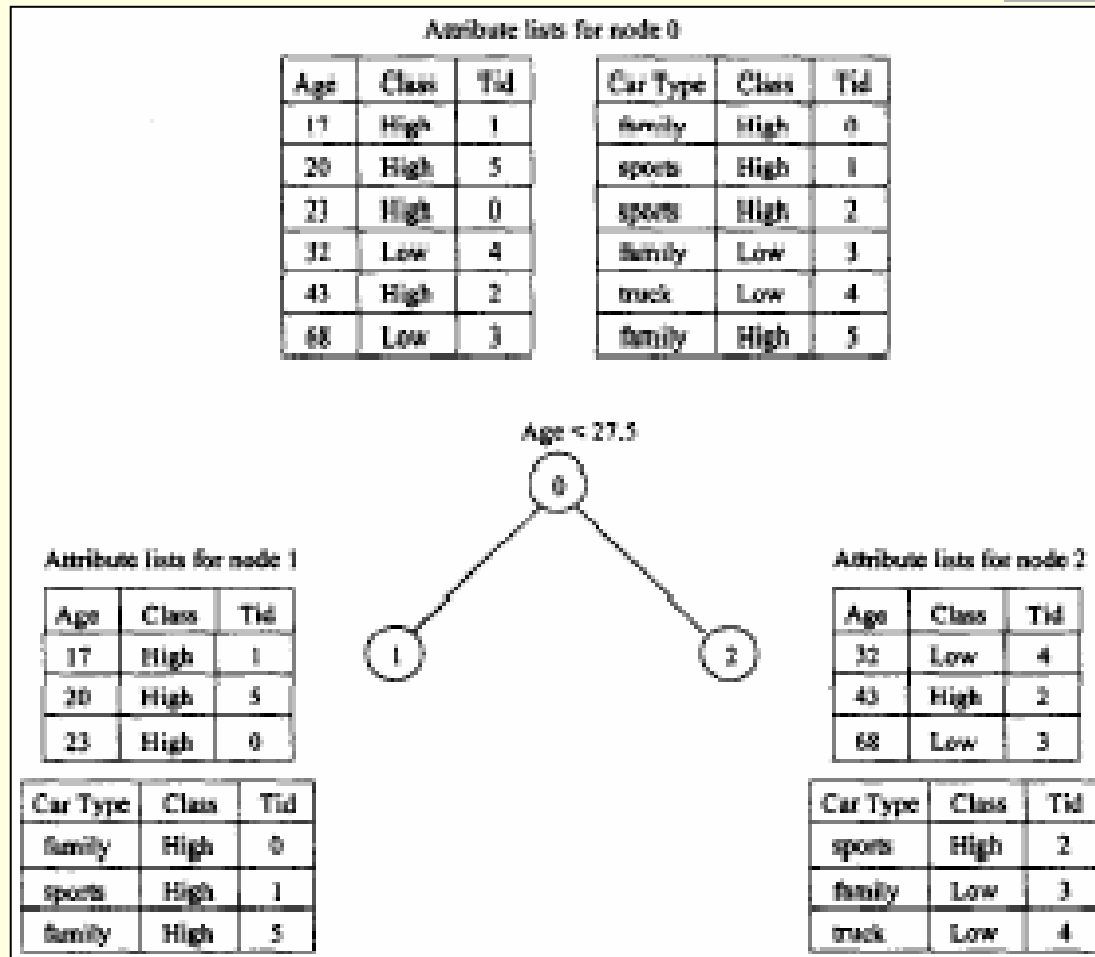 Attribute lists for node 0
Age Class Tid
17 High 1
20 High 5
23 High 0
32 Low 4
43 High 2
68 Low 3
Car Type Class Tid
family High 0
sports High 1
sports High 2
family Low 3
truck Low 4
family High 5
Age < 27.5
0
Attribute lists for node 1
Age Class Tid
17 High 1
20 High 5
23 High 0
Car Type Class Tid
family High 0
sports High 1
family High 5
1
2
Attribute lists for node 2
Age Class Tid
32 Low 4
43 High 2
68 Low 3
Car Type Class Tid
sports High 2
family Low 3
truck Low 4